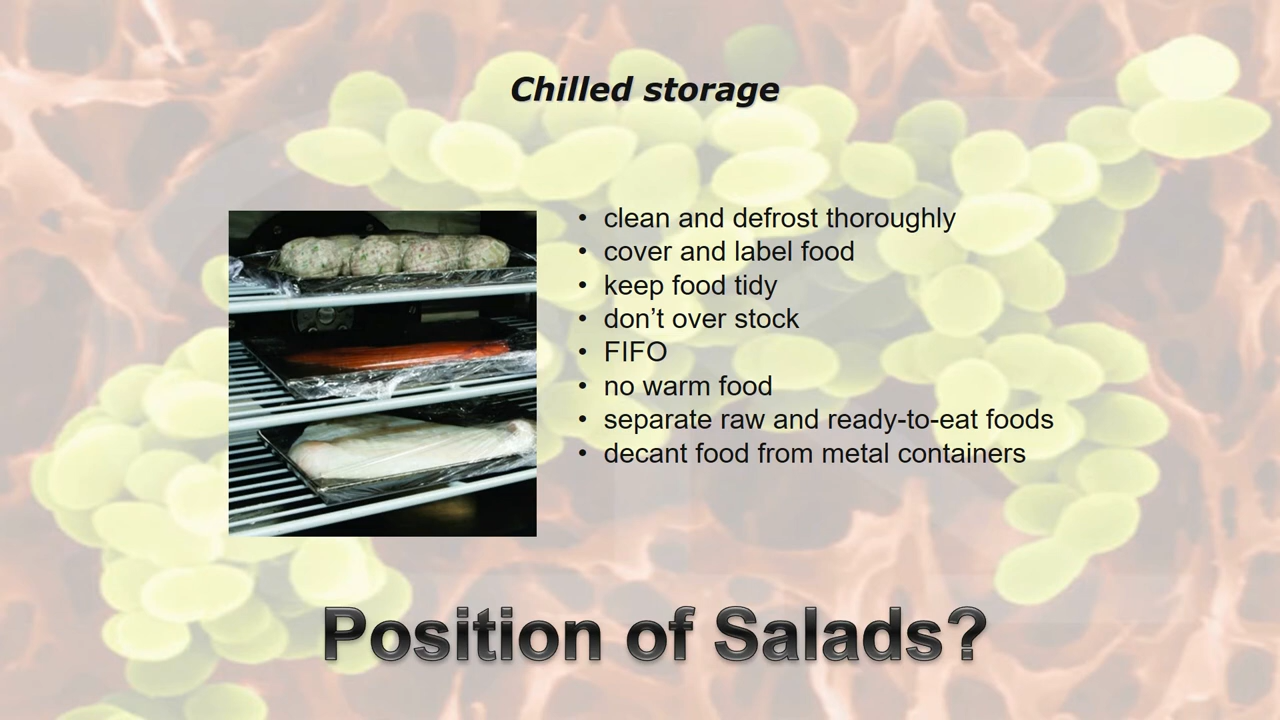 Chilled storage
• clean and defrost thoroughly
• cover and label food
• keep food tidy
• don’t over stock
• FIFO
• no warm food
• separate raw and ready-to-eat foods
• decant food from metal containers
Position of Salads?